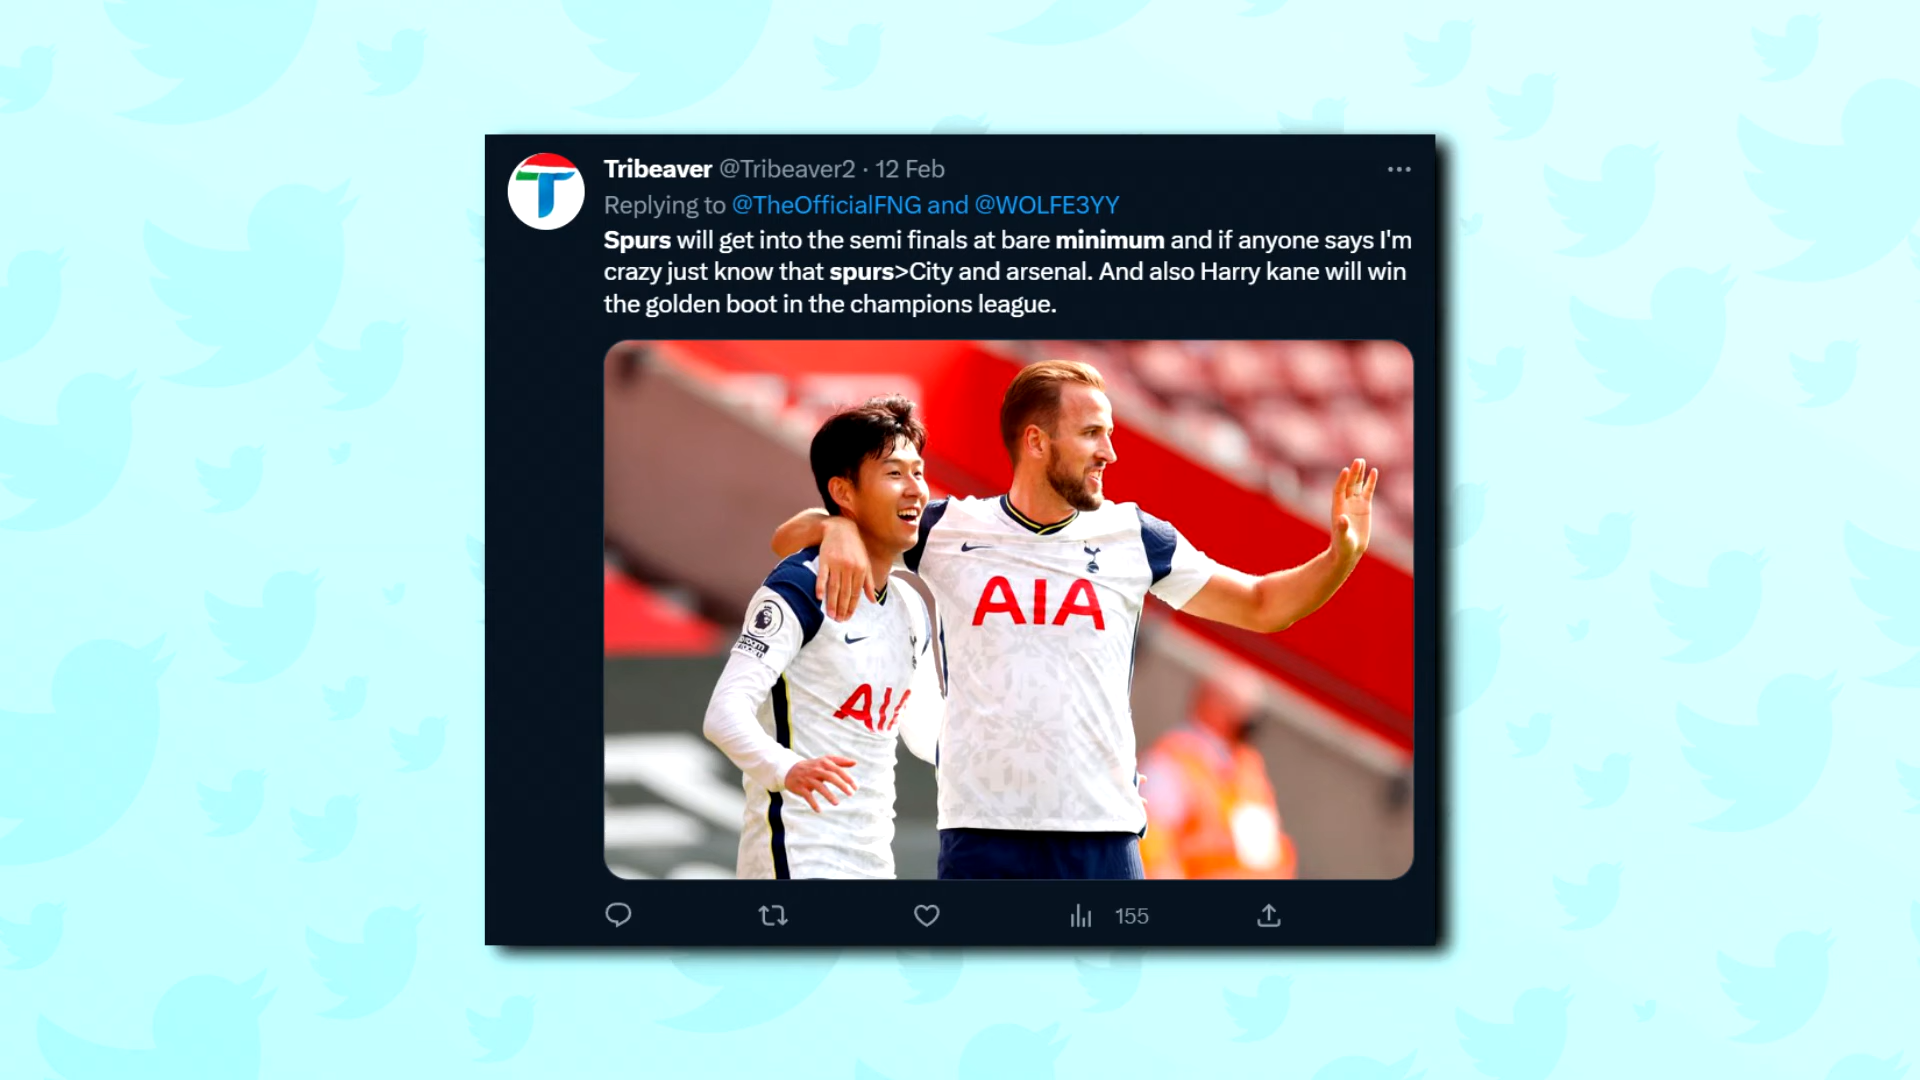 Tribeaver @Tribeaver2 · 12 Feb
Replying to @TheOfficialFNG and @WOLFE3YY
Spurs will get into the semi finals at bare minimum and if anyone says I'm
crazy just know that spurs>City and arsenal. And also Harry kane will win
the golden boot in the champions league.
AIA
AIA
155